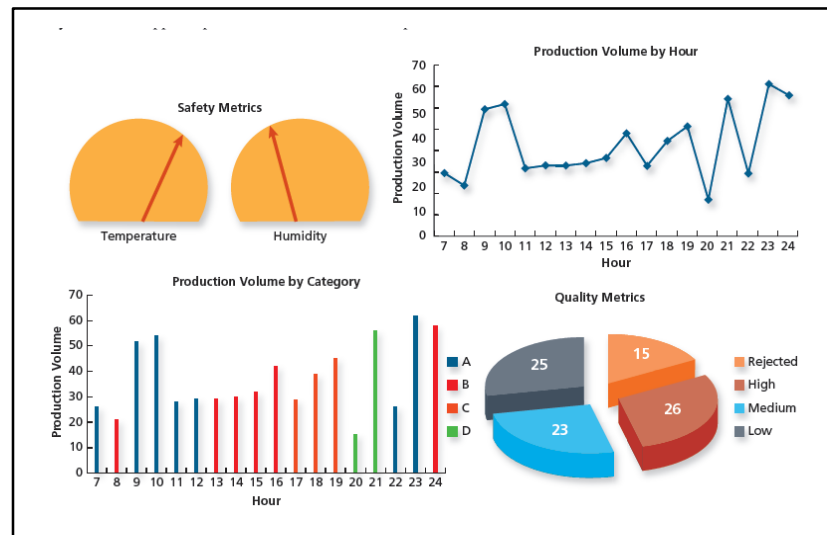 Production Volume by Hour
Safety Metrics
Temperature
Humidity
Production Volume
70
60
50
40
30
20
10
0
7 8 9 10 11 12 13 14 15 16 17 18 19 20 21 22 23 24
Hour
Production Volume by Category
Production Volume
70
60
50
40
30
20
10
0
7 8 9 10 11 12 13 14 15 16 17 18 19 20 21 22 23 24
Hour
A
B
C
D
Quality Metrics
25
15
26
23
Rejected
High
Medium
Low